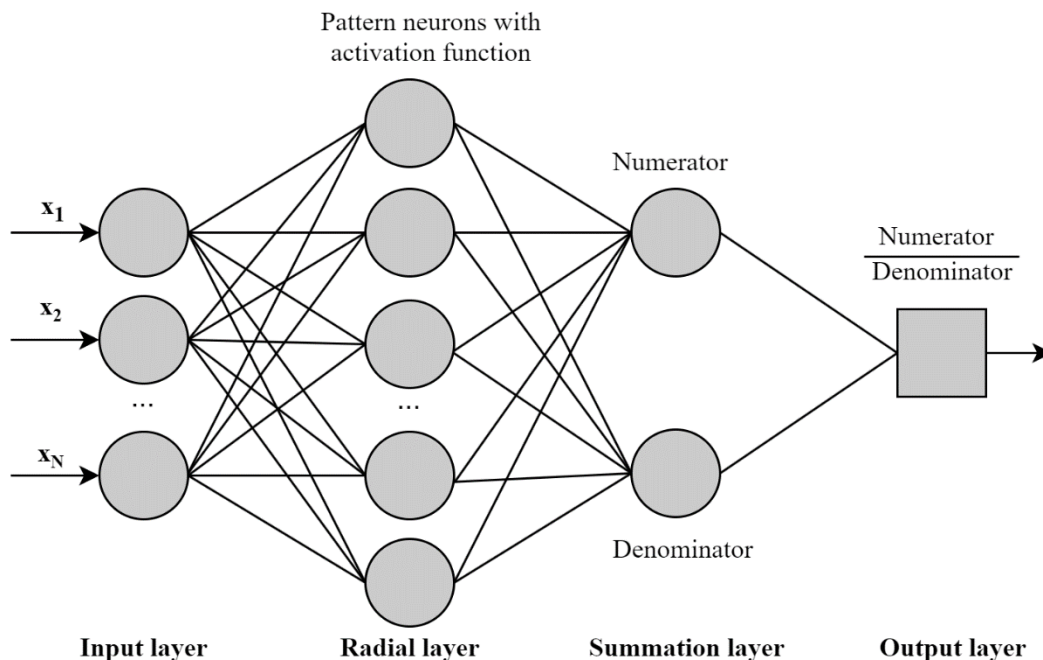 Pattern neurons with
activation function
Numerator
x1
Numerator
Denominator
x2
...
...
xN
Denominator
Input layer
Radial layer
Summation layer
Output layer